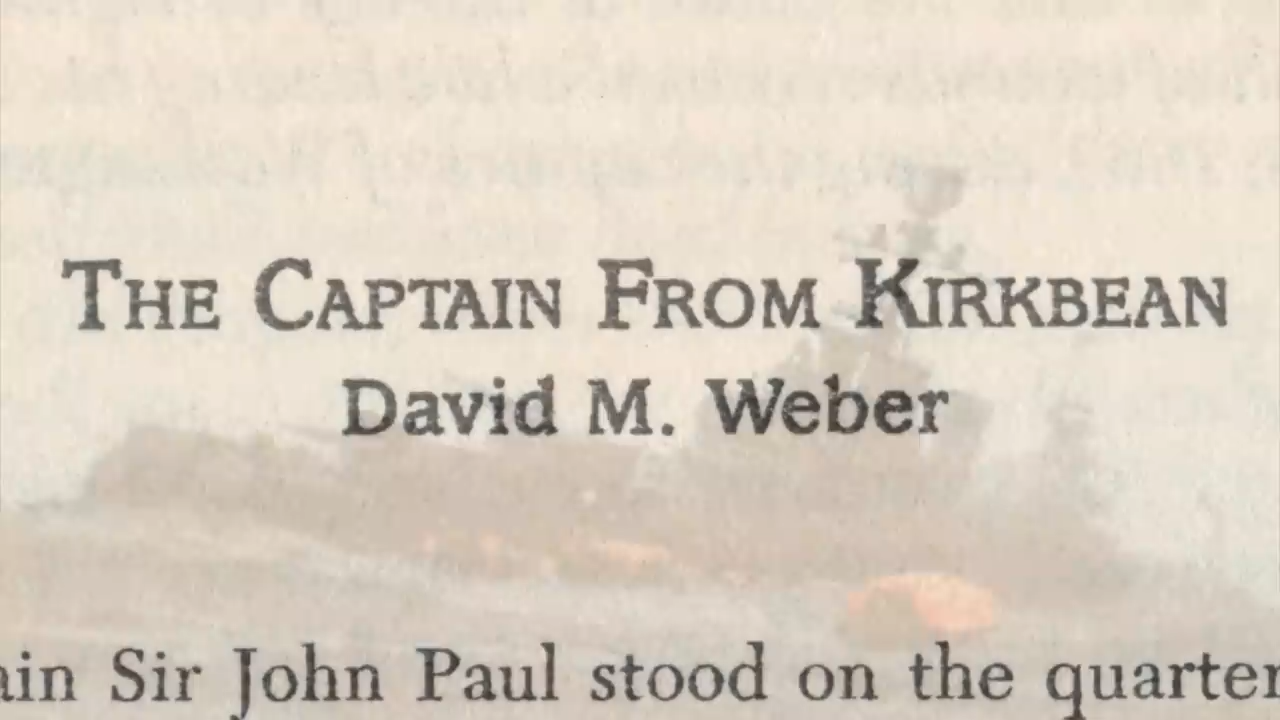 THE CAPTAIN FROM KIRKBEAN
David M. Weber
ain Sir John Paul stood on the quarter